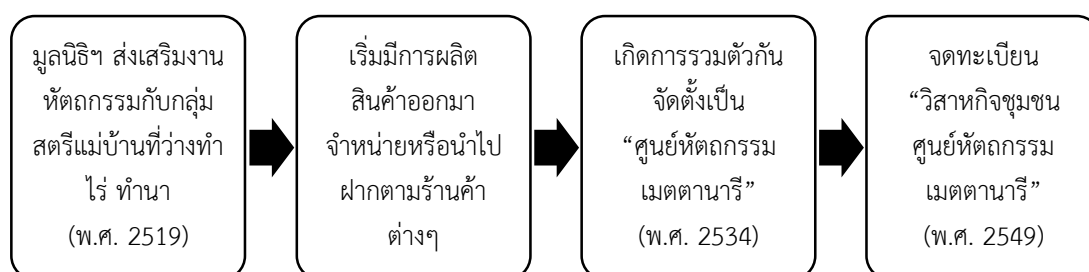 มูลนิธิฯ ส่งเสริมงาน
หัตถกรรมกับกลุ่ม
สตรีแม่บ้านที่ว่างทำ
ไร่ ทำนา
(พ.ศ. 2519)
เริ่มมีการผลิต
สินค้าออกมา
จำหน่ายหรือนำไป
ฝากตามร้านค้า
ต่างๆ
เกิดการรวมตัวกัน
จัดตั้งเป็น
“ศูนย์หัตถกรรม
เมตตานารี”
(พ.ศ. 2534)
จดทะเบียน
“วิสาหกิจชุมชน
ศูนย์หัตถกรรม
เมตตานารี”
(พ.ศ. 2549)